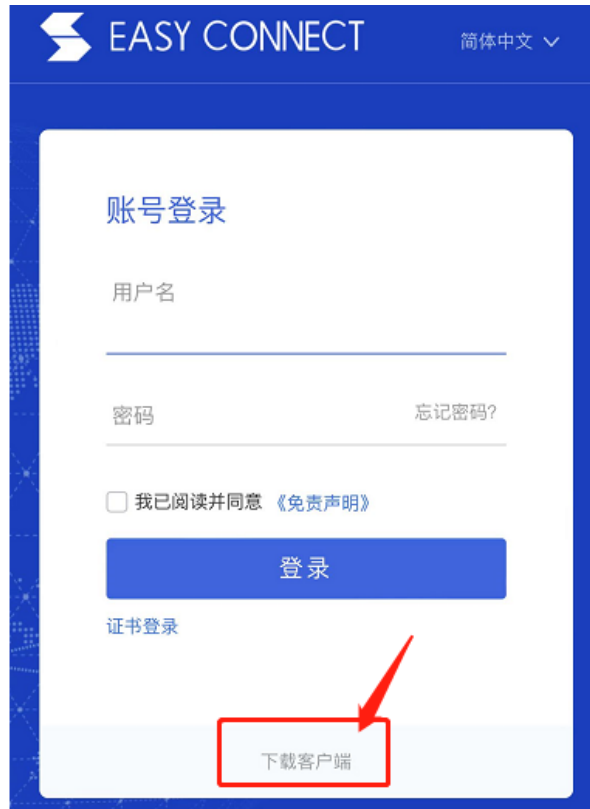 EASY CONNECT
简体中文
账号登录
用户名
密码
忘记密码?
我已阅读并同意 《免责声明》
登录
证书登录
下载客户端